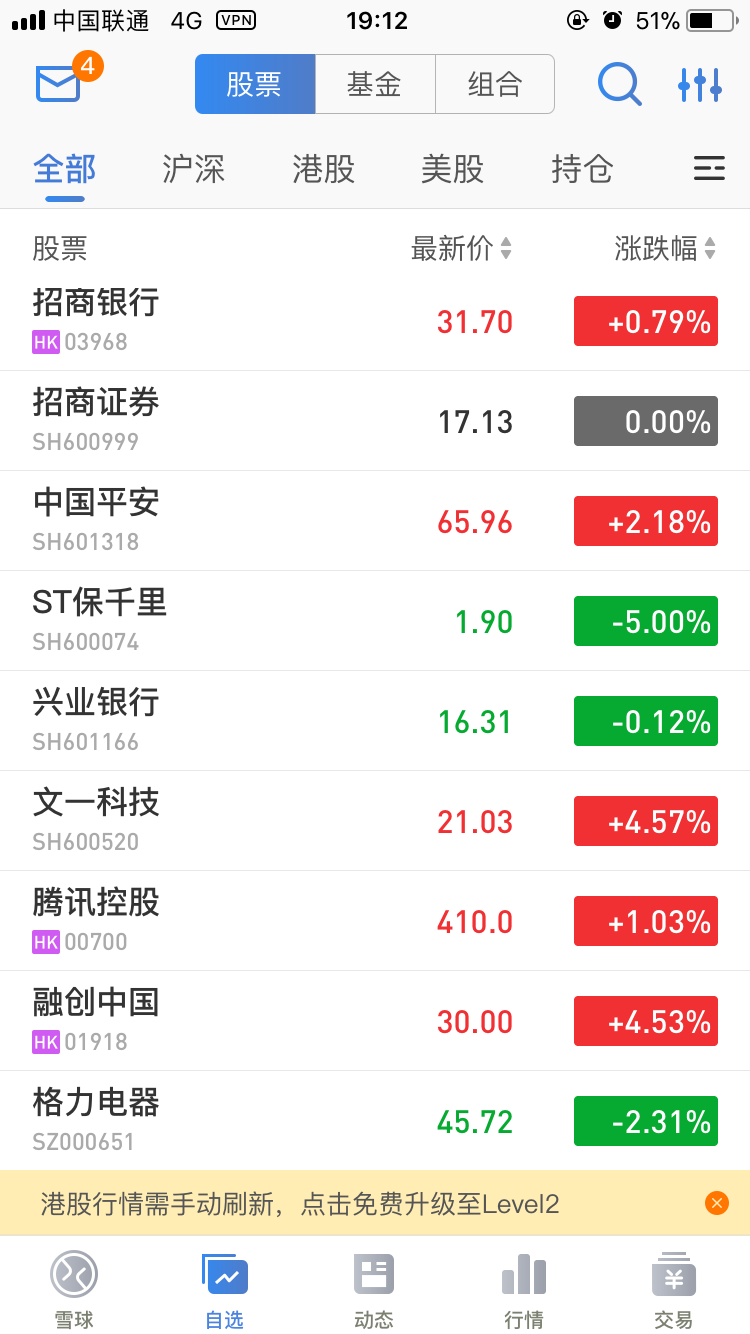 中国联通 4G VPN 19:12 51%
4
股票 基金 组合
全部 沪深 港股 美股 持仓
股票 最新价 涨跌幅
招商银行 31.70 +0.79%
HK 03968
招商证券 17.13 0.00%
SH600999
中国平安 65.96 +2.18%
SH601318
ST保千里 1.90 -5.00%
SH600074
兴业银行 16.31 -0.12%
SH601166
文一科技 21.03 +4.57%
SH600520
腾讯控股 410.0 +1.03%
HK 00700
融创中国 30.00 +4.53%
HK 01918
格力电器 45.72 -2.31%
SZ000651
港股行情需手动刷新，点击免费升级至Level2
雪球 自选 动态 行情 交易